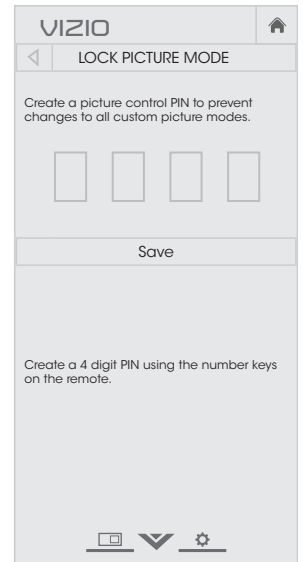 VIZIO
LOCK PICTURE MODE
Create a picture control PIN to prevent
changes to all custom picture modes.
Save
Create a 4 digit PIN using the number keys
on the remote.